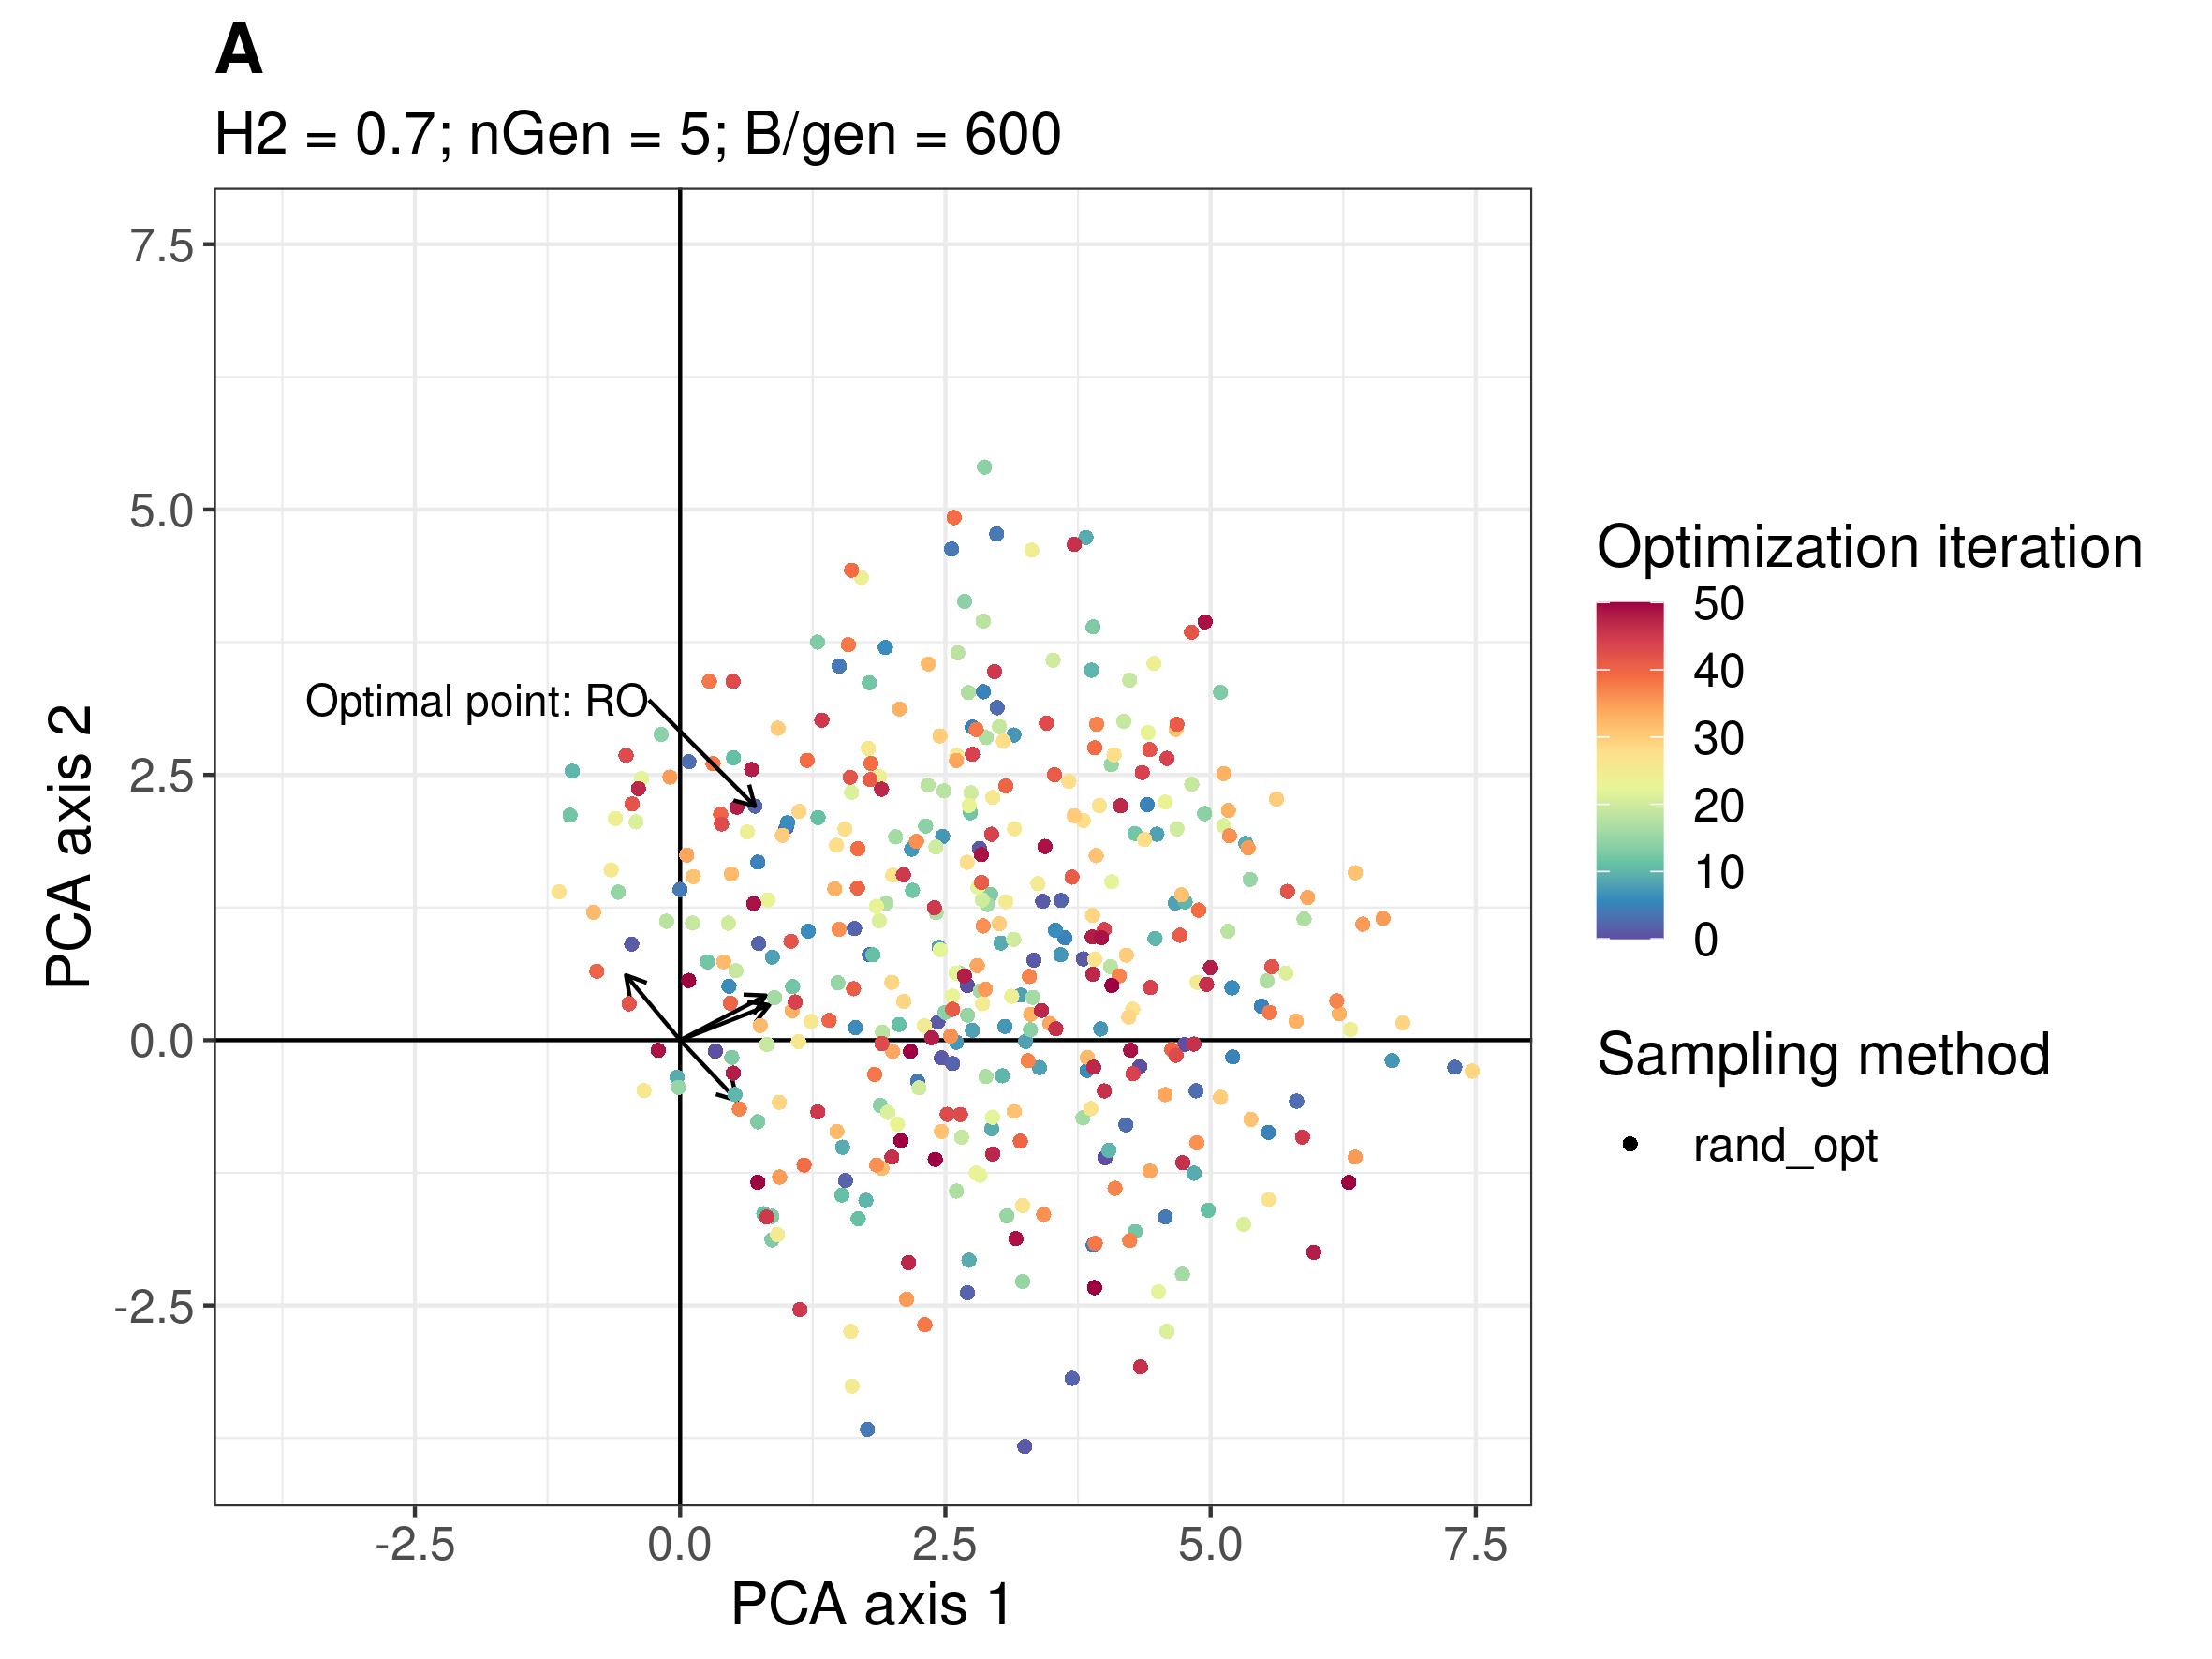 A
H2 = 0.7; nGen = 5; B/gen = 600
7.5
5.0
2.5
0.0
-2.5
PCA axis 2
Optimal point: RO
-2.5
0.0
2.5
5.0
7.5
PCA axis 1
Optimization iteration
50
40
30
20
10
0
Sampling method
rand_opt